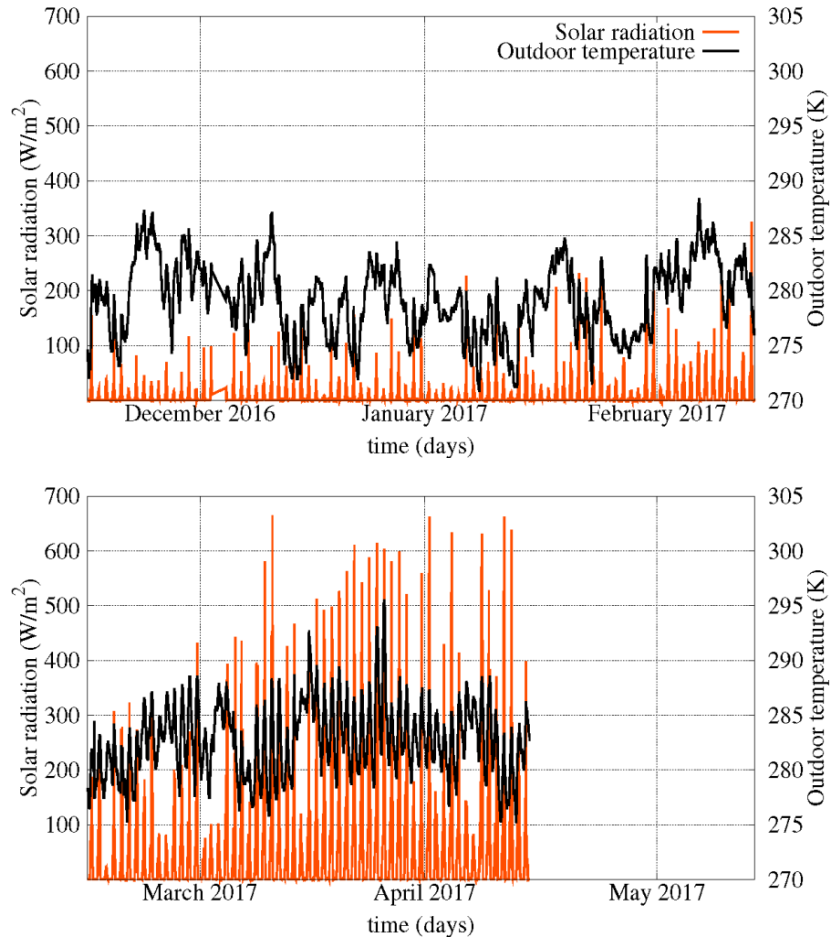 700
600
500
400
300
200
100
Solar radiation (W/m²)
305
300
295
290
285
280
275
270
Outdoor temperature (K)
Solar radiation
Outdoor temperature
December 2016
January 2017
February 2017
time (days)
700
600
500
400
300
200
100
Solar radiation (W/m²)
305
300
295
290
285
280
275
270
Outdoor temperature (K)
March 2017
April 2017
May 2017
time (days)